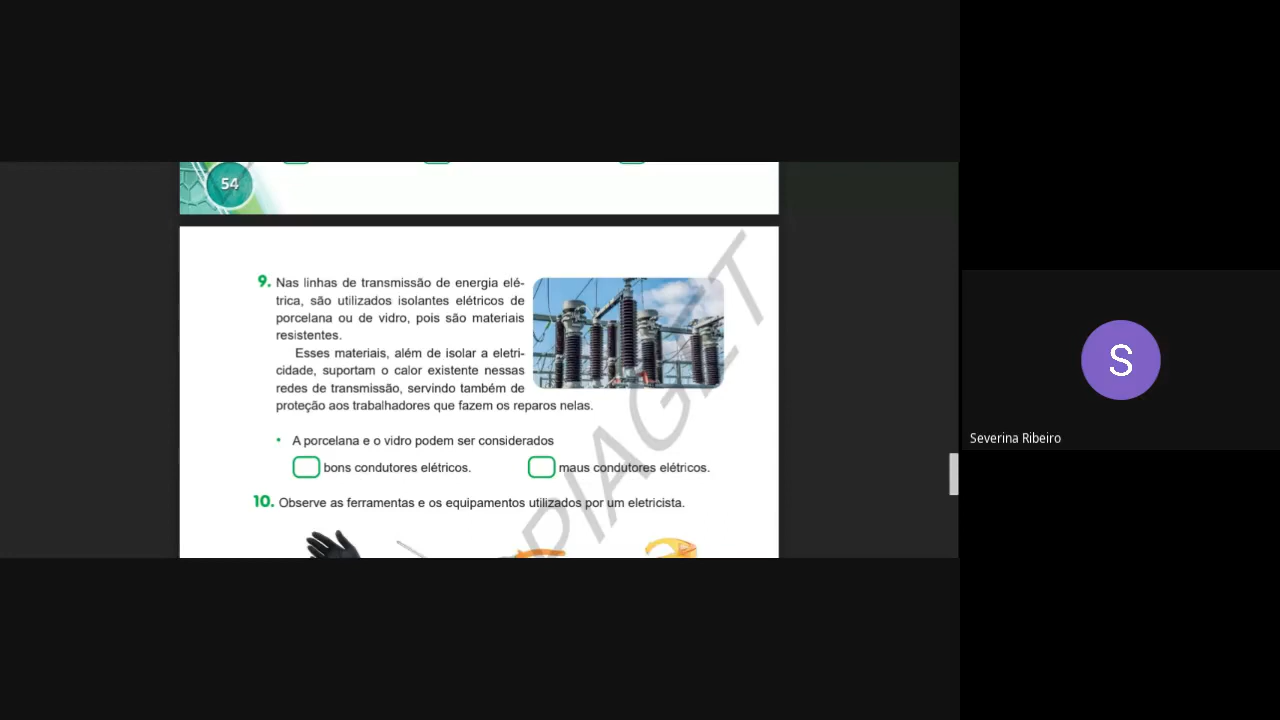 54
9. Nas linhas de transmissão de energia elé-
trica, são utilizados isolantes elétricos de
porcelana ou de vidro, pois são materiais
resistentes.
Esses materiais, além de isolar a eletri-
cidade, suportam o calor existente nessas
redes de transmissão, servindo também de
proteção aos trabalhadores que fazem os reparos nelas.
• A porcelana e o vidro podem ser considerados
bons condutores elétricos. maus condutores elétricos.
10. Observe as ferramentas e os equipamentos utilizados por um eletricista.
PIAGET
S
Severina Ribeiro